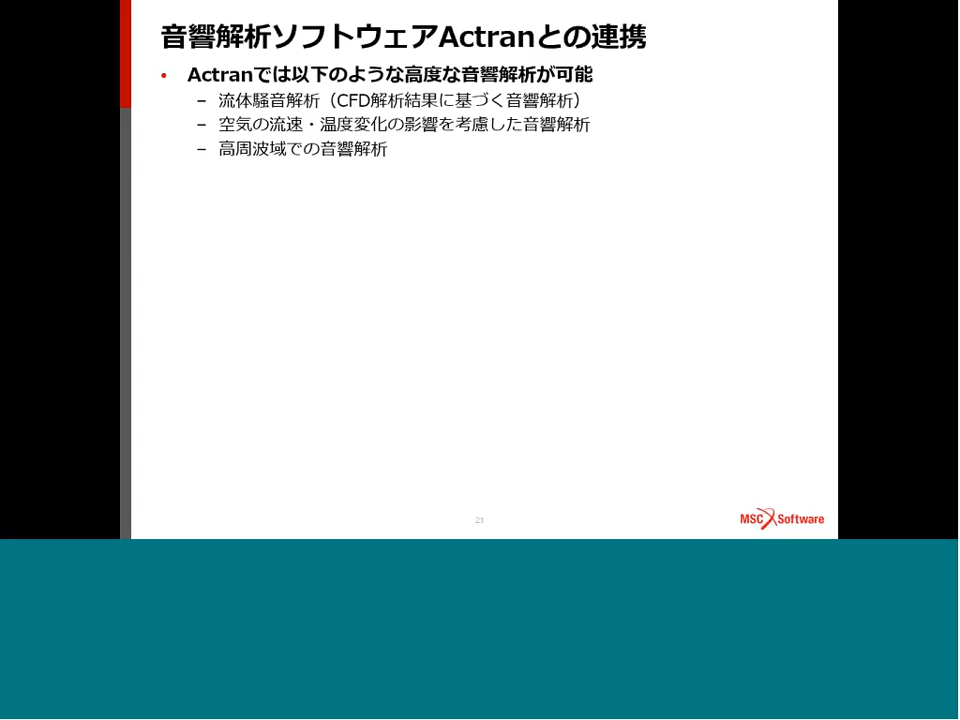 音響解析ソフトウェアActranとの連携
• Actranでは以下のような高度な音響解析が可能
– 流体騒音解析（CFD解析結果に基づく音響解析）
– 空気の流速・温度変化の影響を考慮した音響解析
– 高周波域での音響解析
21
MSC Software